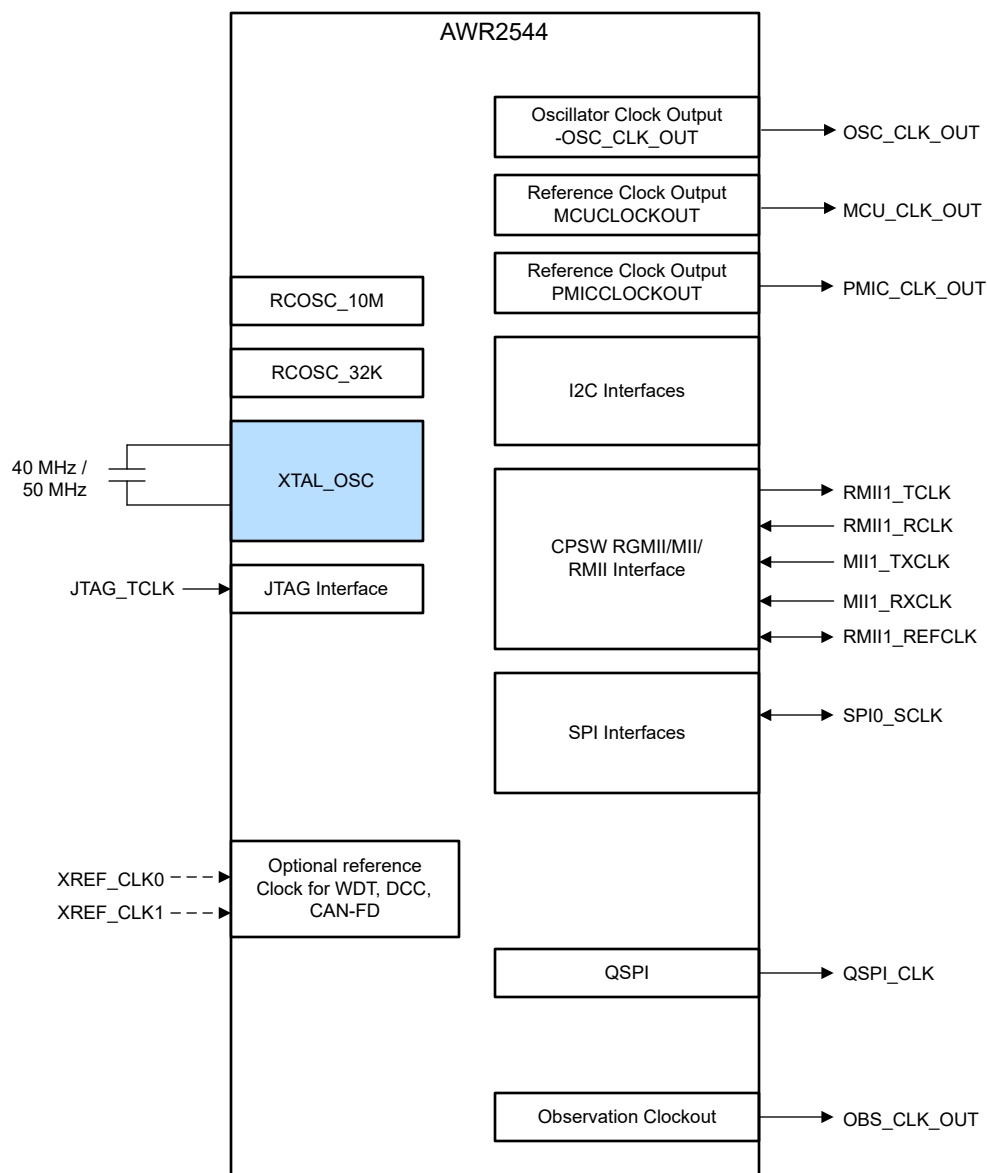 AWR2544
Oscillator Clock Output
-OSC_CLK_OUT
OSC_CLK_OUT
Reference Clock Output
MCUCLOCKOUT
MCU_CLK_OUT
Reference Clock Output
PMICCLOCKOUT
PMIC_CLK_OUT
RCOSC_10M
RCOSC_32K
I2C Interfaces
40 MHz /
50 MHz
XTAL_OSC
CPSW RGMII/MII/
RMII Interface
RMII1_TCLK
RMII1_RCLK
MII1_TXCLK
MII1_RXCLK
RMII1_REFCLK
JTAG_TCLK
JTAG Interface
SPI Interfaces
SPI0_SCLK
XREF_CLK0
XREF_CLK1
Optional reference
Clock for WDT, DCC,
CAN-FD
QSPI
QSPI_CLK
Observation Clockout
OBS_CLK_OUT